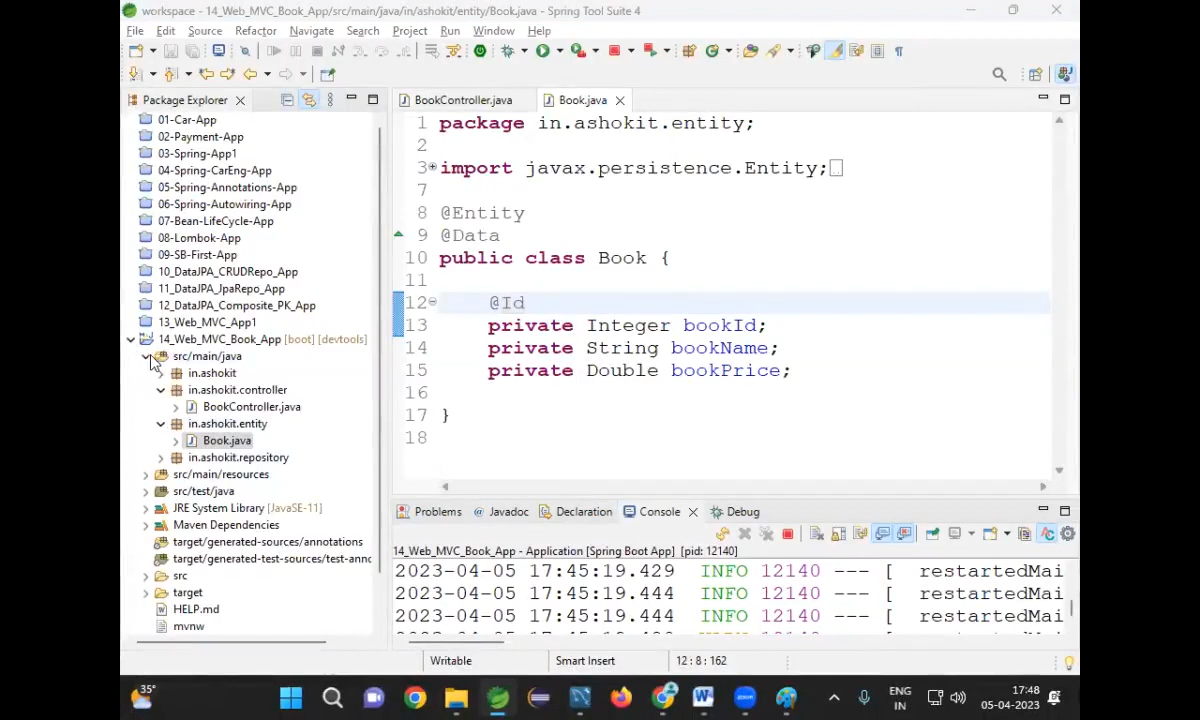 workspace - 14_Web_MVC_Book_App/src/main/java/in/ashokit/entity/Book.java - Spring Tool Suite 4
File Edit Source Refactor Navigate Search Project Run Window Help
Package Explorer
01-Car-App
02-Payment-App
03-Spring-App1
04-Spring-CarEng-App
05-Spring-Annotations-App
06-Spring-Autowiring-App
07-Bean-LifeCycle-App
08-Lombok-App
09-SB-First-App
10_DataJPA_CRUDRepo_App
11_DataJPA_JpaRepo_App
12_DataJPA_Composite_PK_App
13_Web_MVC_App1
14_Web_MVC_Book_App [boot] [devtools]
src/main/java
in.ashokit
in.ashokit.controller
BookController.java
in.ashokit.entity
Book.java
in.ashokit.repository
src/main/resources
src/test/java
JRE System Library [JavaSE-11]
Maven Dependencies
target/generated-sources/annotations
target/generated-test-sources/test-annc
src
target
HELP.md
mvnw
BookController.java Book.java
1 package in.ashokit.entity;
2
3 import javax.persistence.Entity;
7
8 @Entity
9 @Data
10 public class Book {
11
12 @Id
13 private Integer bookId;
14 private String bookName;
15 private Double bookPrice;
16
17 }
18
Problems @ Javadoc Declaration Console Debug
14_Web_MVC_Book_App - Application [Spring Boot App] [pid: 12140]
2023-04-05 17:45:19.429 INFO 12140 --- [ restartedMai
2023-04-05 17:45:19.444 INFO 12140 --- [ restartedMai
2023-04-05 17:45:19.444 INFO 12140 --- [ restartedMai
Writable Smart Insert 12 : 8 : 162
35°
ENG
IN
17:48
05-04-2023